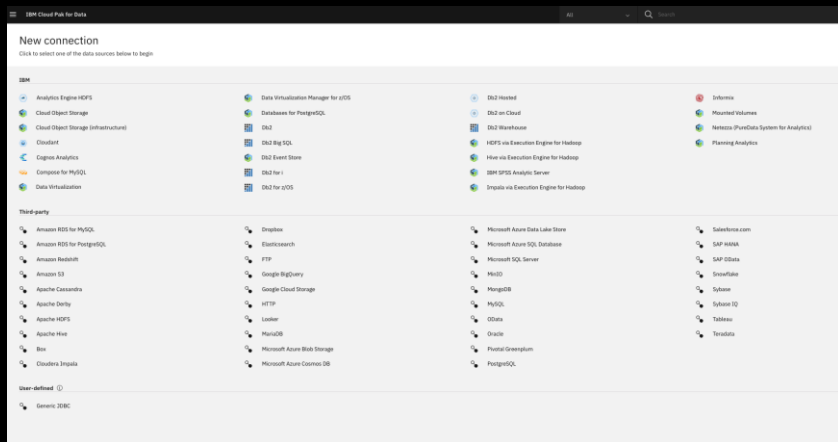 IBM Cloud Pak for Data
All
Search
New connection
Click to select one of the data sources below to begin
IBM
Analytics Engine HDFS
Cloud Object Storage
Cloud Object Storage (infrastructure)
Cloudant
Cognos Analytics
Compose for MySQL
Data Virtualization
Data Virtualization Manager for z/OS
Databases for PostgreSQL
Db2
Db2 Big SQL
Db2 Event Store
Db2 for i
Db2 for z/OS
Db2 Hosted
Db2 on Cloud
Db2 Warehouse
HDFS via Execution Engine for Hadoop
Hive via Execution Engine for Hadoop
IBM SPSS Analytic Server
Impala via Execution Engine for Hadoop
Informix
Mounted Volumes
Netezza (PureData System for Analytics)
Planning Analytics
Third-party
Amazon RDS for MySQL
Amazon RDS for PostgreSQL
Amazon Redshift
Amazon S3
Apache Cassandra
Apache Derby
Apache HDFS
Apache Hive
Box
Cloudera Impala
Dropbox
Elasticsearch
FTP
Google BigQuery
Google Cloud Storage
HTTP
Looker
MariaDB
Microsoft Azure Blob Storage
Microsoft Azure Cosmos DB
Microsoft Azure Data Lake Store
Microsoft Azure SQL Database
Microsoft SQL Server
MinIO
MongoDB
MySQL
OData
Oracle
Pivotal Greenplum
PostgreSQL
Salesforce.com
SAP HANA
SAP OData
Snowflake
Sybase
Sybase IQ
Tableau
Teradata
User-defined
Generic JDBC